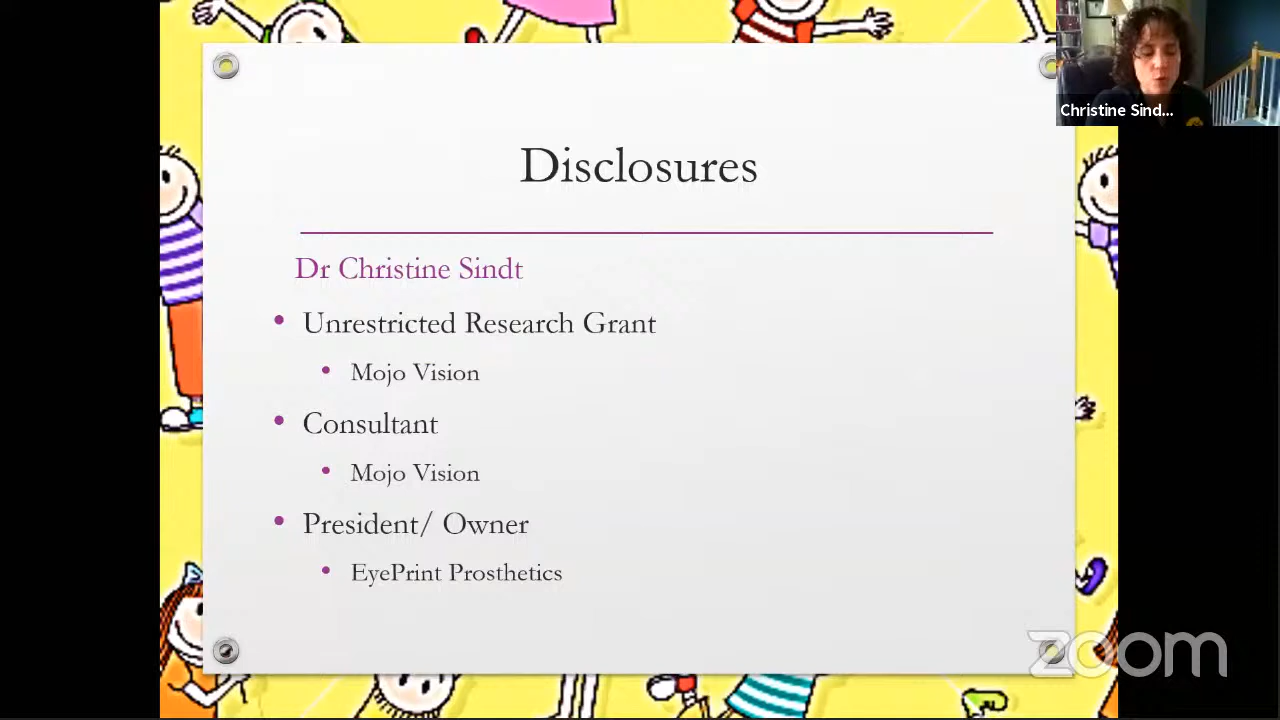 Christine Sind...
Disclosures
Dr Christine Sindt
• Unrestricted Research Grant
• Mojo Vision
• Consultant
• Mojo Vision
• President/ Owner
• EyePrint Prosthetics
zoom